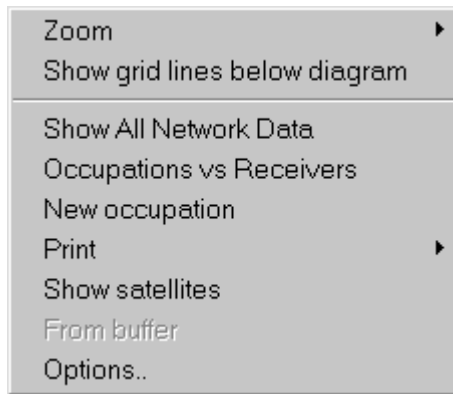 Zoom
Show grid lines below diagram
Show All Network Data
Occupations vs Receivers
New occupation
Print
Show satellites
From buffer
Options..